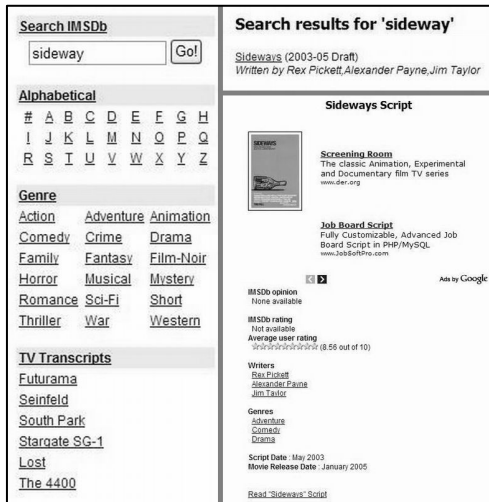 Search IMSDb
sideway Go!
Alphabetical
# A B C D E F G H
I J K L M N O P Q
R S T U V W X Y Z
Genre
Action Adventure Animation
Comedy Crime Drama
Family Fantasy Film-Noir
Horror Musical Mystery
Romance Sci-Fi Short
Thriller War Western
TV Transcripts
Futurama
Seinfeld
South Park
Stargate SG-1
Lost
The 4400
Search results for 'sideway'
Sideways (2003-05 Draft)
Written by Rex Pickett,Alexander Payne,Jim Taylor
Sideways Script
SIDEWAYS
Screening Room
The classic Animation, Experimental
and Documentary film TV series
www.der.org
Job Board Script
Fully Customizable, Advanced Job
Board Script in PHP/MySQL
www.JobSoftPro.com
Ads by Google
IMSDb opinion
None available
IMSDb rating
Not available
Average user rating
(8.56 out of 10)
Writers
Rex Pickett
Alexander Payne
Jim Taylor
Genres
Adventure
Comedy
Drama
Script Date : May 2003
Movie Release Date : January 2005
Read "Sideways" Script